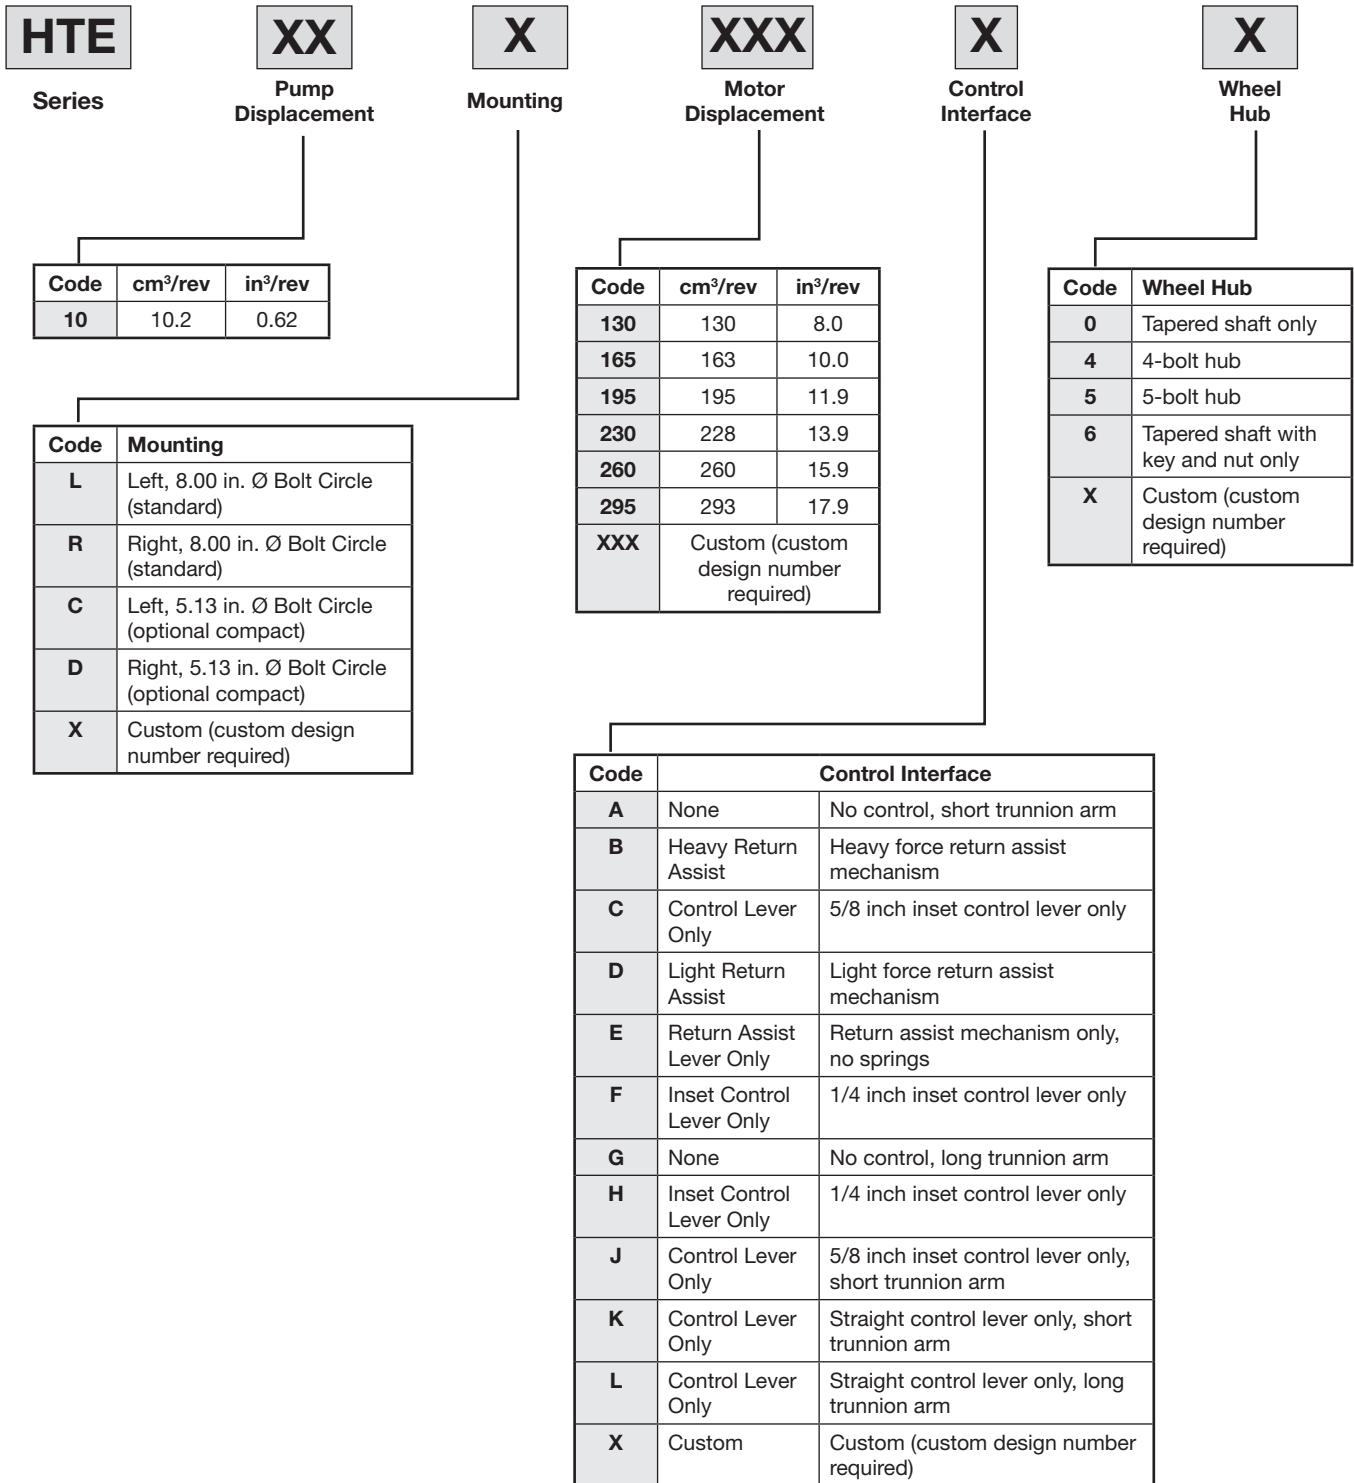 HTE XX X XXX X X
Series
Pump
Displacement
Mounting
Motor
Displacement
Control
Interface
Wheel
Hub
Code cm³/rev in³/rev
10 10.2 0.62
Code Mounting
L Left, 8.00 in. Ø Bolt Circle
(standard)
R Right, 8.00 in. Ø Bolt Circle
(standard)
C Left, 5.13 in. Ø Bolt Circle
(optional compact)
D Right, 5.13 in. Ø Bolt Circle
(optional compact)
X Custom (custom design
number required)
Code cm³/rev in³/rev
130 130 8.0
165 163 10.0
195 195 11.9
230 228 13.9
260 260 15.9
295 293 17.9
XXX Custom (custom
design number
required)
Code Wheel Hub
0 Tapered shaft only
4 4-bolt hub
5 5-bolt hub
6 Tapered shaft with
key and nut only
X Custom (custom
design number
required)
Code Control Interface
A None No control, short trunnion arm
B Heavy Return Heavy force return assist
Assist mechanism
C Control Lever 5/8 inch inset control lever only
Only
D Light Return Light force return assist
Assist mechanism
E Return Assist Return assist mechanism only,
Lever Only no springs
F Inset Control 1/4 inch inset control lever only
Lever Only
G None No control, long trunnion arm
H Inset Control 1/4 inch inset control lever only
Lever Only
J Control Lever 5/8 inch inset control lever only,
Only short trunnion arm
K Control Lever Straight control lever only, short
Only trunnion arm
L Control Lever Straight control lever only, long
Only trunnion arm
X Custom Custom (custom design number
required)